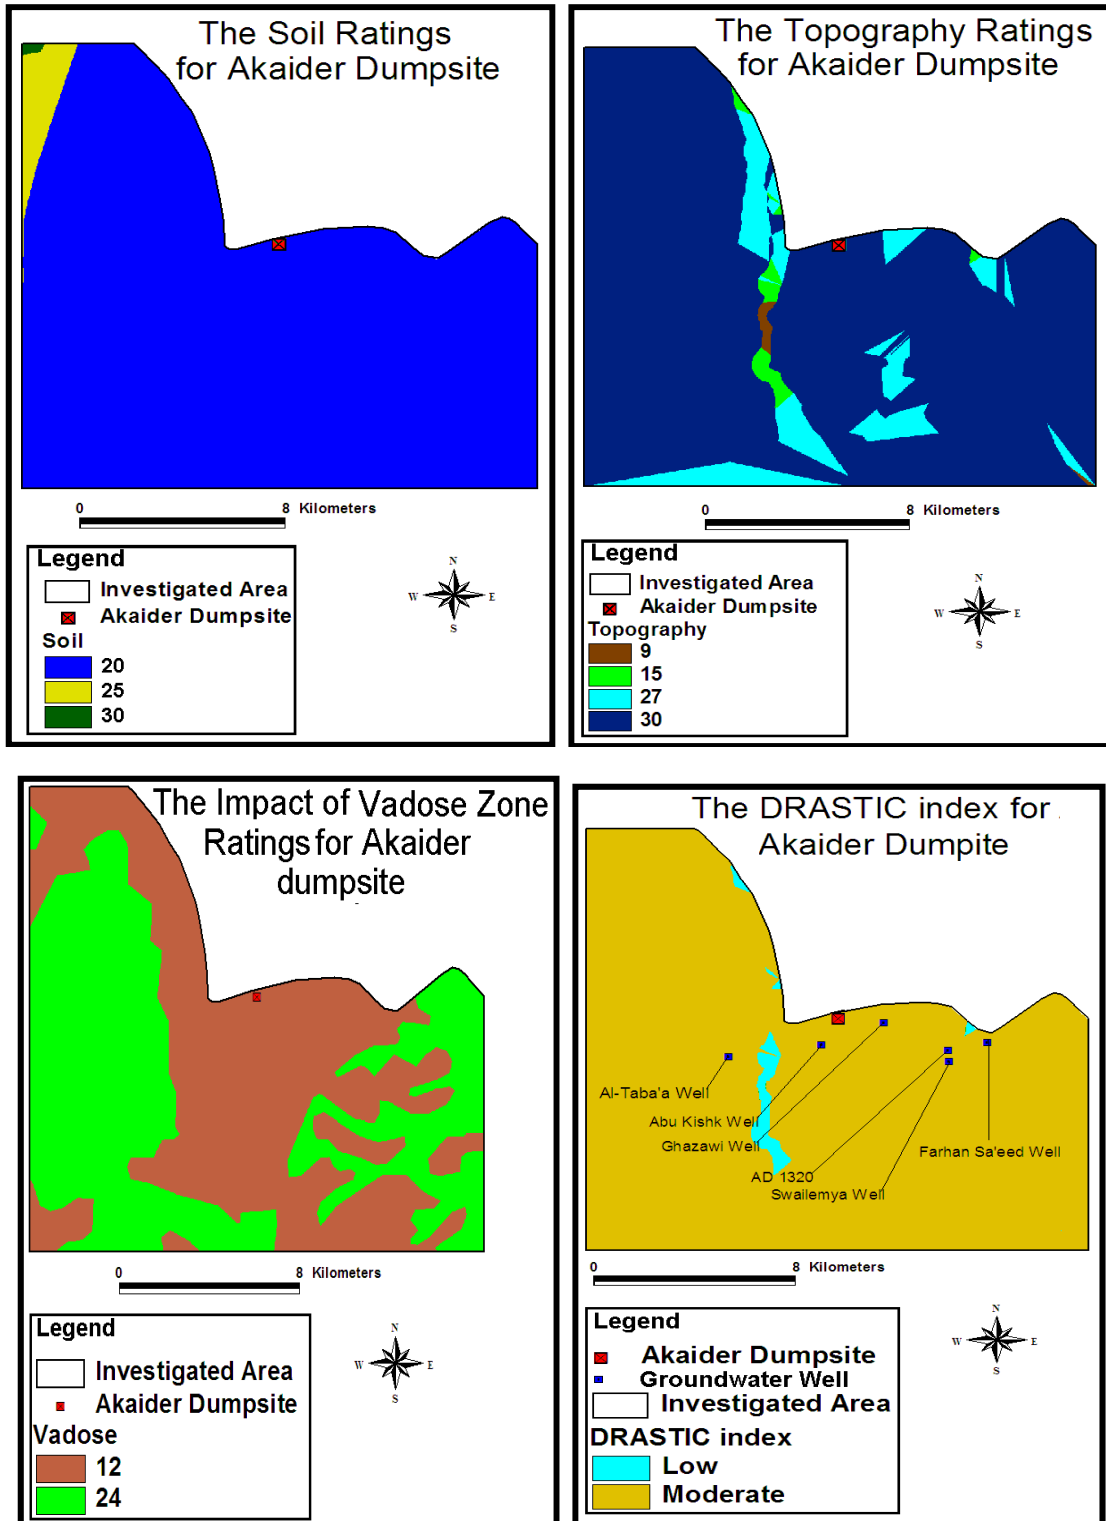 The Soil Ratings
for Akaider Dumpsite
0 8 Kilometers
Legend
Investigated Area
Akaider Dumpsite
Soil
20
25
30
N
W E
S
The Topography Ratings
for Akaider Dumpsite
0 8 Kilometers
Legend
Investigated Area
Akaider Dumpsite
Topography
9
15
27
30
N
W E
S
The Impact of Vadose Zone
Ratings for Akaider
dumpsite
0 8 Kilometers
Legend
Investigated Area
Akaider Dumpsite
Vadose
12
24
N
W E
S
The DRASTIC index for
Akaider Dumpite
Al-Taba'a Well
Abu Kishk Well
Ghazawi Well
AD 1320
Swailemya Well
Farhan Sa'eed Well
0 8 Kilometers
Legend
Akaider Dumpsite
Groundwater Well
Investigated Area
DRASTIC index
Low
Moderate
N
W E
S